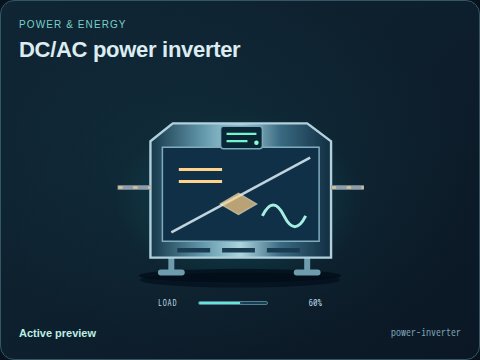 POWER & ENERGY
DC/AC power inverter
LOAD 60%
Active preview
power-inverter